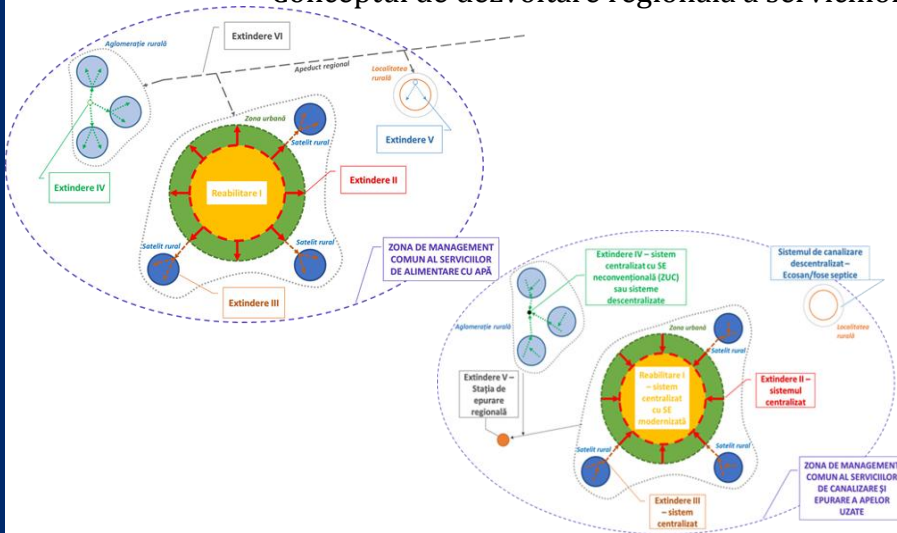 Conceptul de dezvoltare regională a serviciilor
Extindere VI
Aglomerație rurală
Apeduct regional
Localitatea
rurală
Zona urbană
Satelit rural
Extindere V
Extindere IV
Reabilitare I
Extindere II
Satelit rural
Satelit rural
ZONA DE MANAGEMENT
COMUN AL SERVICIILOR
DE ALIMENTARE CU APĂ
Extindere III
Extindere IV – sistem
centralizat cu SE
neconvențională (ZUC)
sau sisteme
descentralizate
Sistemul de canalizare
descentralizat –
Ecosan/fose septice
Aglomerație rurală
Zona urbană
Localitatea
rurală
Satelit rural
Extindere V –
Stația de
epurare
regională
Reabilitare I
– sistem
centralizat
cu SE
modernizată
Extindere II –
sistemul
centralizat
Satelit rural
Satelit rural
Extindere III
– sistem
centralizat
ZONA DE MANAGEMENT
COMUN AL SERVICIILOR
DE CANALIZARE ȘI
EPURARE A APELOR
UZATE